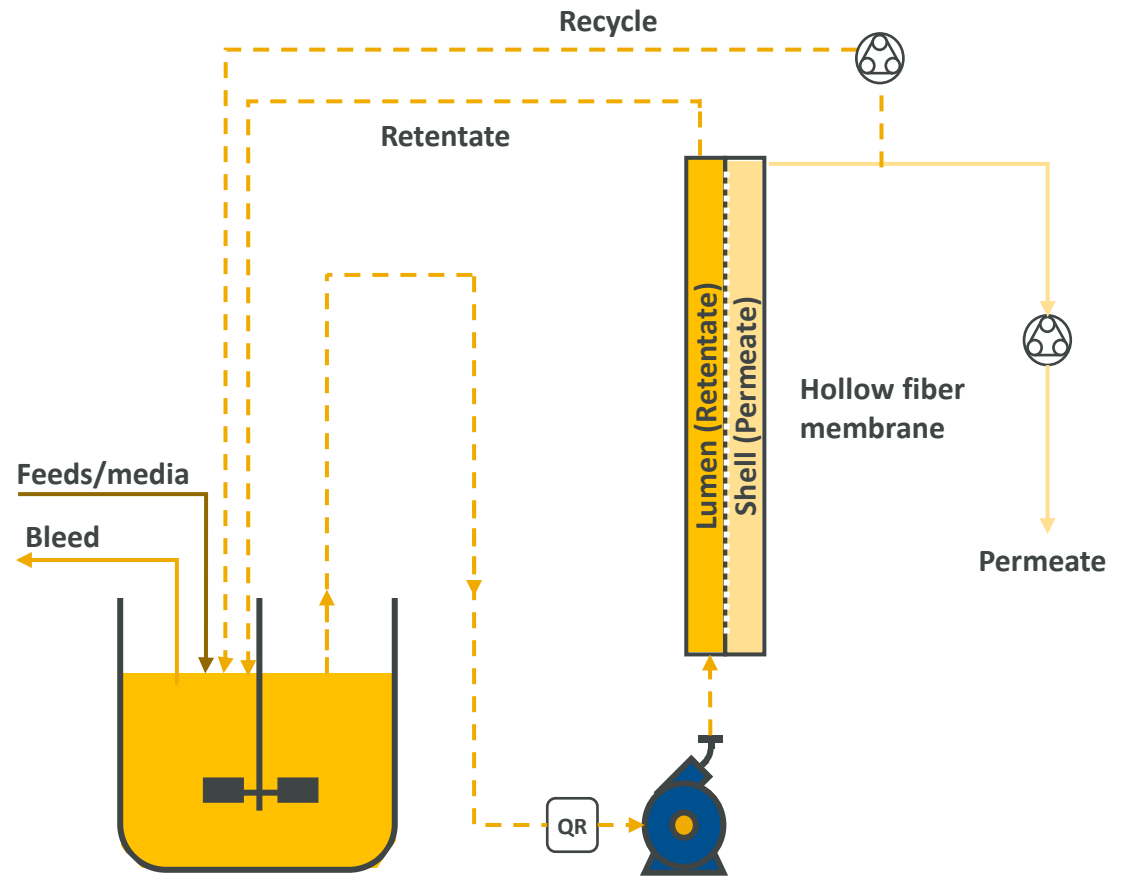 Recycle
Retentate
Lumen (Retentate)
Shell (Permeate)
Hollow fiber
membrane
Feeds/media
Bleed
Permeate
QR